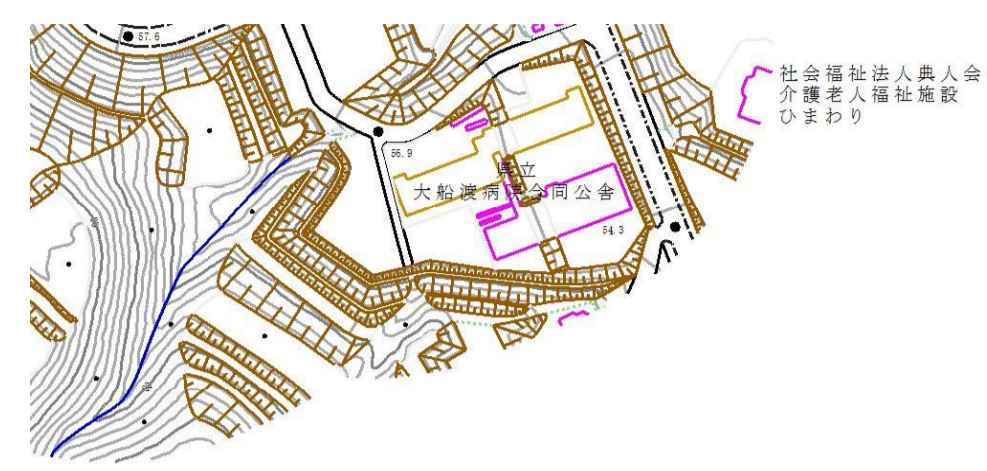 57.6
社会福祉法人典人会
介護老人福祉施設
ひまわり
56.9
県立
大船渡病院合同公舎
54.3